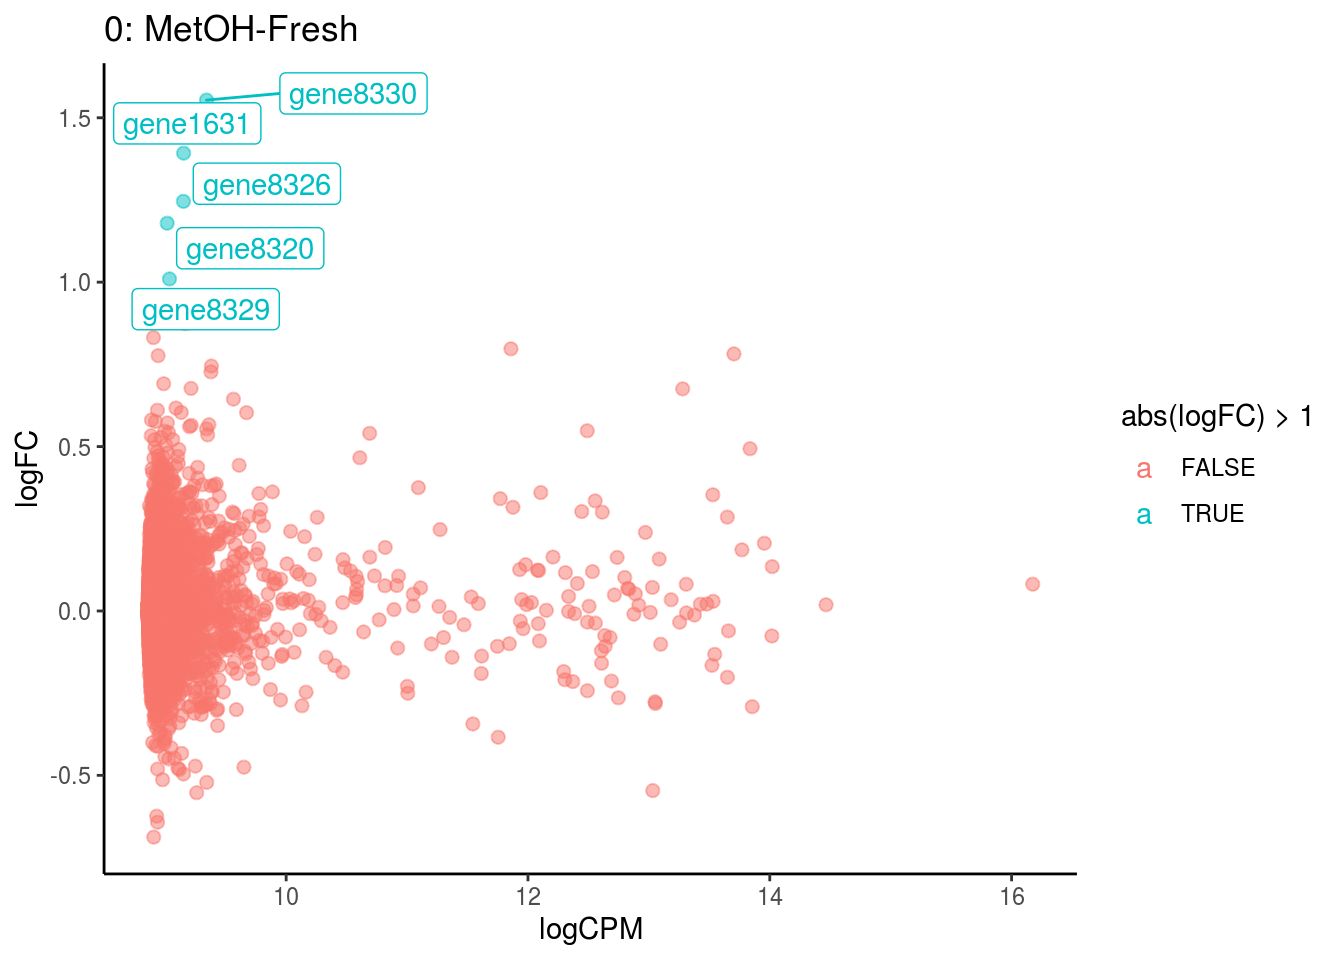 0: MetOH-Fresh
logFC
1.5
1.0
0.5
0.0
-0.5
gene8330
gene1631
gene8326
gene8320
gene8329
10
12
14
16
logCPM
abs(logFC) > 1
a FALSE
a TRUE